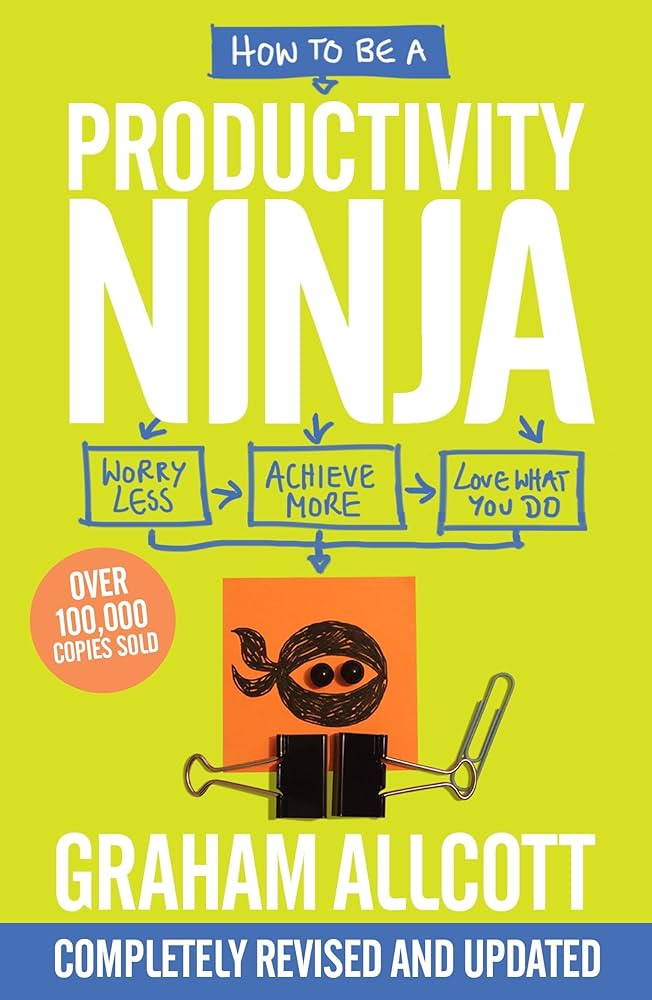 HOW TO BE A
PRODUCTIVITY
NINJA
WORRY
LESS
ACHIEVE
MORE
LOVE WHAT
YOU DO
OVER
100,000
COPIES SOLD
GRAHAM ALLCOTT
COMPLETELY REVISED AND UPDATED